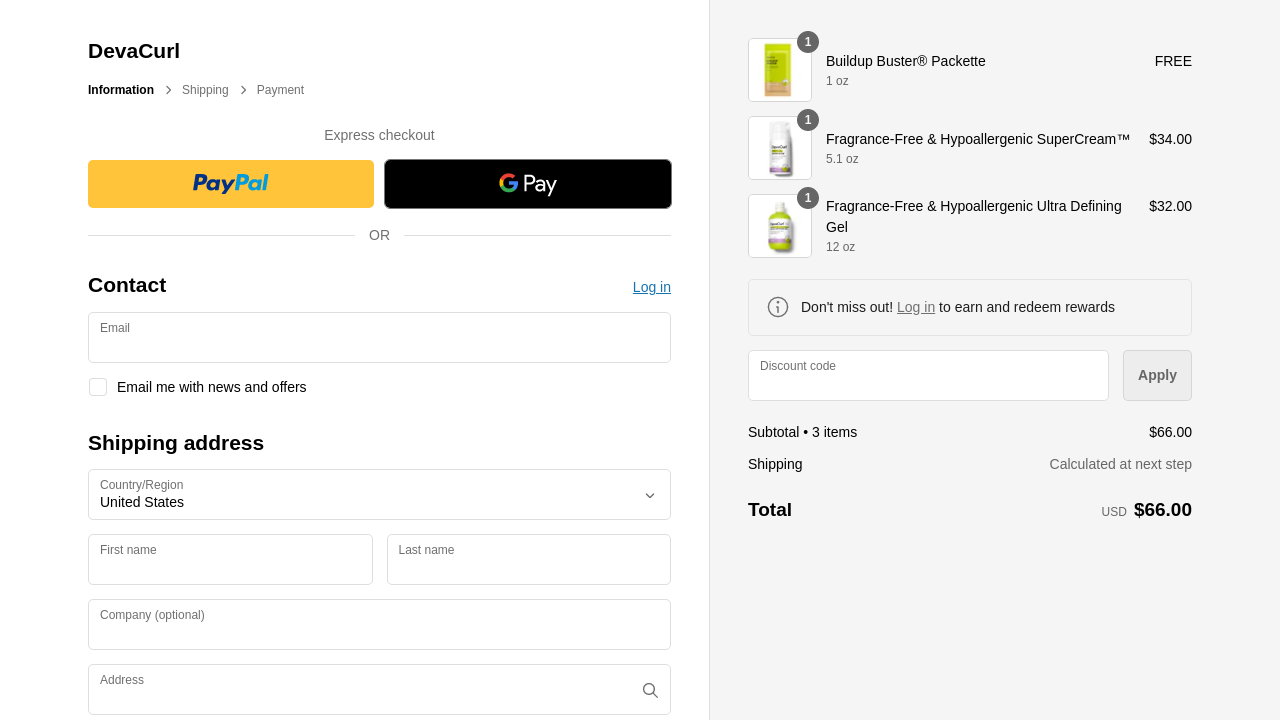 DevaCurl
Information
Shipping
Payment
Express checkout
PayPal
G Pay
OR
Contact
Log in
Email
Email me with news and offers
Shipping address
Country/Region
United States
First name
Last name
Company (optional)
Address
1
Buildup Buster® Packette
FREE
1 oz
1
Fragrance-Free & Hypoallergenic SuperCream™
$34.00
5.1 oz
1
Fragrance-Free & Hypoallergenic Ultra Defining
Gel
$32.00
12 oz
Don't miss out! Log in to earn and redeem rewards
Discount code
Apply
Subtotal • 3 items
$66.00
Shipping
Calculated at next step
Total
USD $66.00